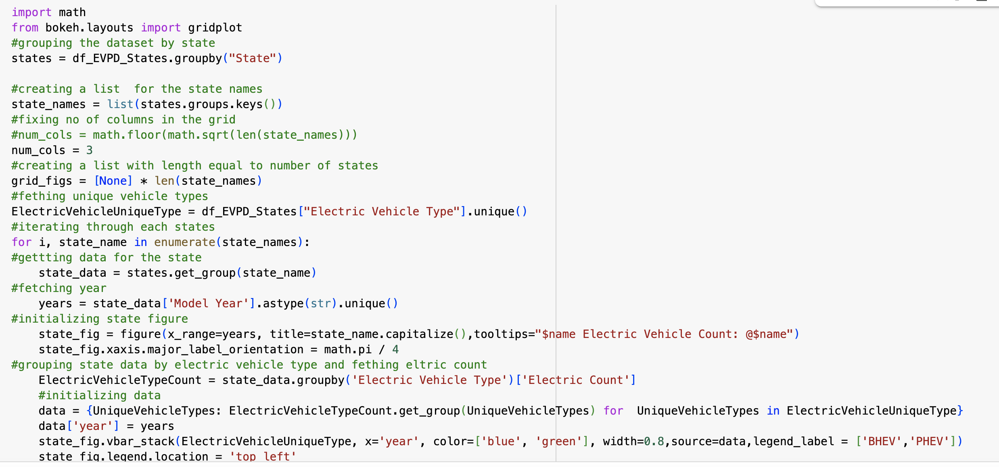 import math
from bokeh.layouts import gridplot
#grouping the dataset by state
states = df_EVPD_States.groupby("State")
#creating a list  for the state names
state_names = list(states.groups.keys())
#fixing no of columns in the grid
#num_cols = math.floor(math.sqrt(len(state_names)))
num_cols = 3
#creating a list with length equal to number of states
grid_figs = [None] * len(state_names)
#fething unique vehicle types
ElectricVehicleUniqueType = df_EVPD_States["Electric Vehicle Type"].unique()
#iterating through each states
for i, state_name in enumerate(state_names):
#gettting data for the state
    state_data = states.get_group(state_name)
#fetching year
    years = state_data['Model Year'].astype(str).unique()
#initializing state figure
    state_fig = figure(x_range=years, title=state_name.capitalize(),tooltips="$name Electric Vehicle Count: @$name")
    state_fig.xaxis.major_label_orientation = math.pi / 4
#grouping state data by electric vehicle type and fething eltric count
    ElectricVehicleTypeCount = state_data.groupby('Electric Vehicle Type')['Electric Count']
    #initializing data
    data = {UniqueVehicleTypes: ElectricVehicleTypeCount.get_group(UniqueVehicleTypes) for  UniqueVehicleTypes in ElectricVehicleUniqueType}
    data['year'] = years
    state_fig.vbar_stack(ElectricVehicleUniqueType, x='year', color=['blue', 'green'], width=0.8,source=data,legend_label = ['BHEV','PHEV'])
    state_fig.legend.location = 'top_left'